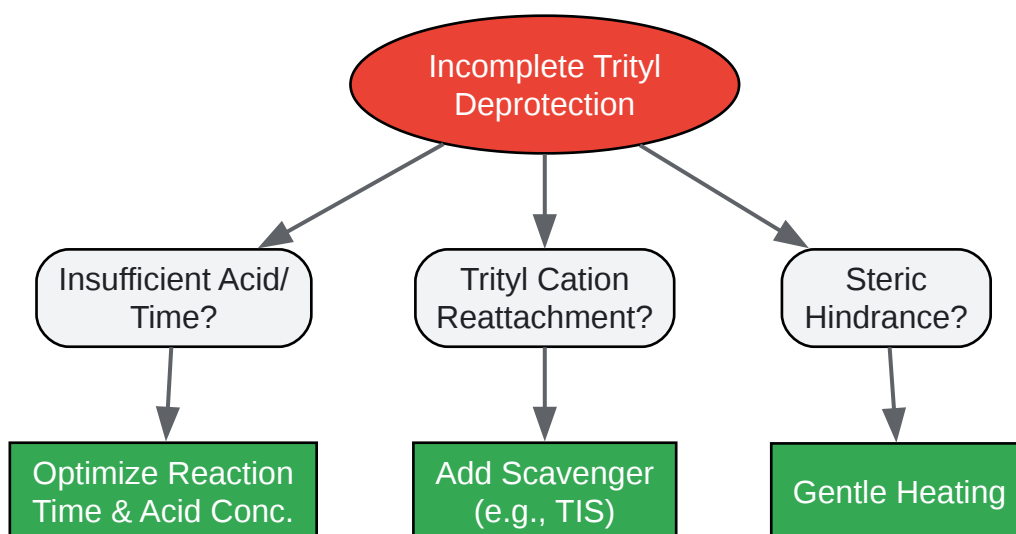 Incomplete Trityl
Deprotection
Insufficient Acid/
Time?
Trityl Cation
Reattachment?
Steric
Hindrance?
Optimize Reaction
Time & Acid Conc.
Add Scavenger
(e.g., TIS)
Gentle Heating